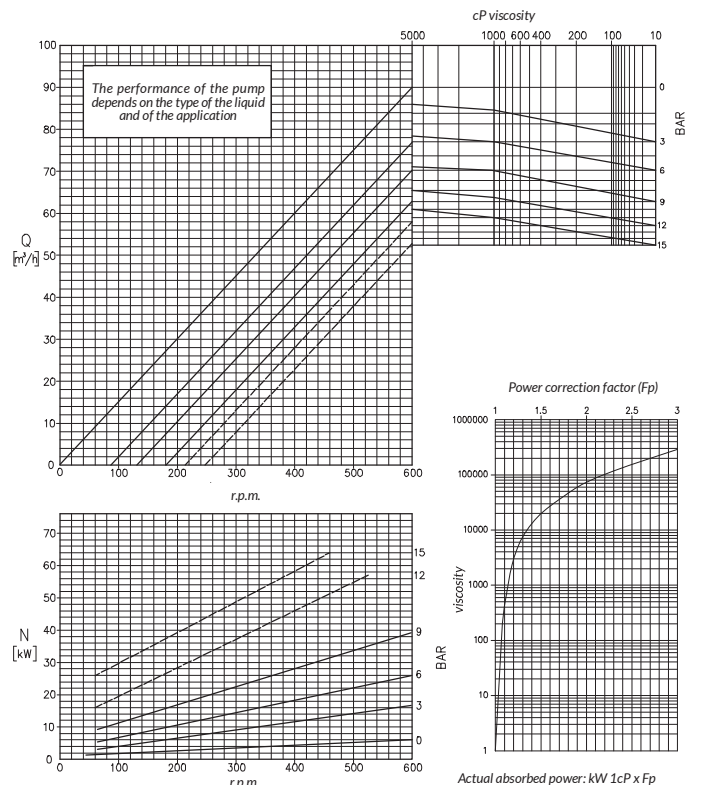 cP viscosity
5000 1000 600 400 200 100 10
100
90
80
70
60
50
40
30
20
10
0
The performance of the pump
depends on the type of the liquid
and of the application
Q
[m³/h]
0
3
6
9
12
15
BAR
0 100 200 300 400 500 600
r.p.m.
Power correction factor (Fp)
1 1.5 2 2.5 3
1000000
100000
10000
1000
100
10
1
viscosity
70
60
50
40
30
20
10
0
N
[kW]
15
12
9
6
3
0
BAR
0 100 200 300 400 500 600
r.p.m.
Actual absorbed power: kW 1cP x Fp